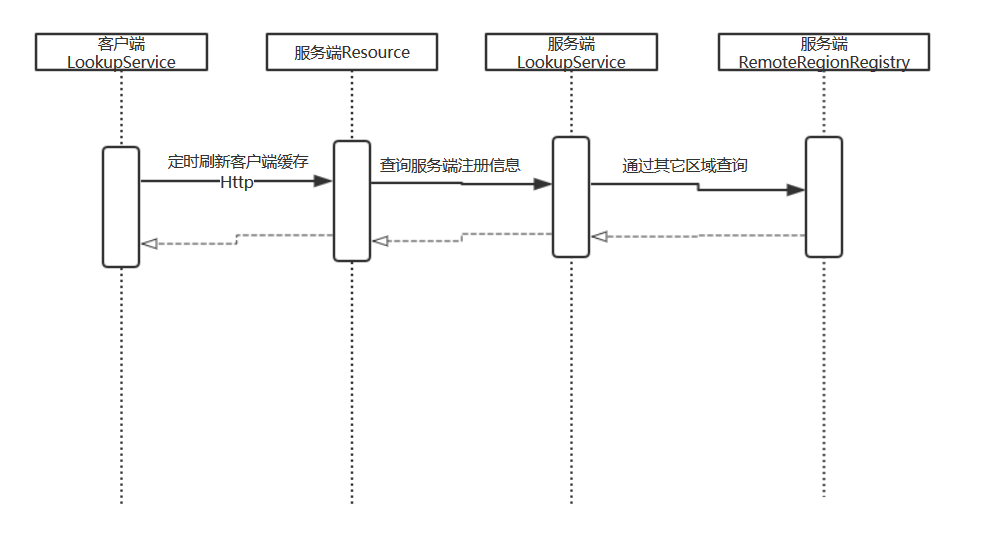 客户端
LookupService
服务端Resource
服务端
LookupService
服务端
RemoteRegionRegistry
定时刷新客户端缓存
Http
查询服务端注册信息
通过其它区域查询